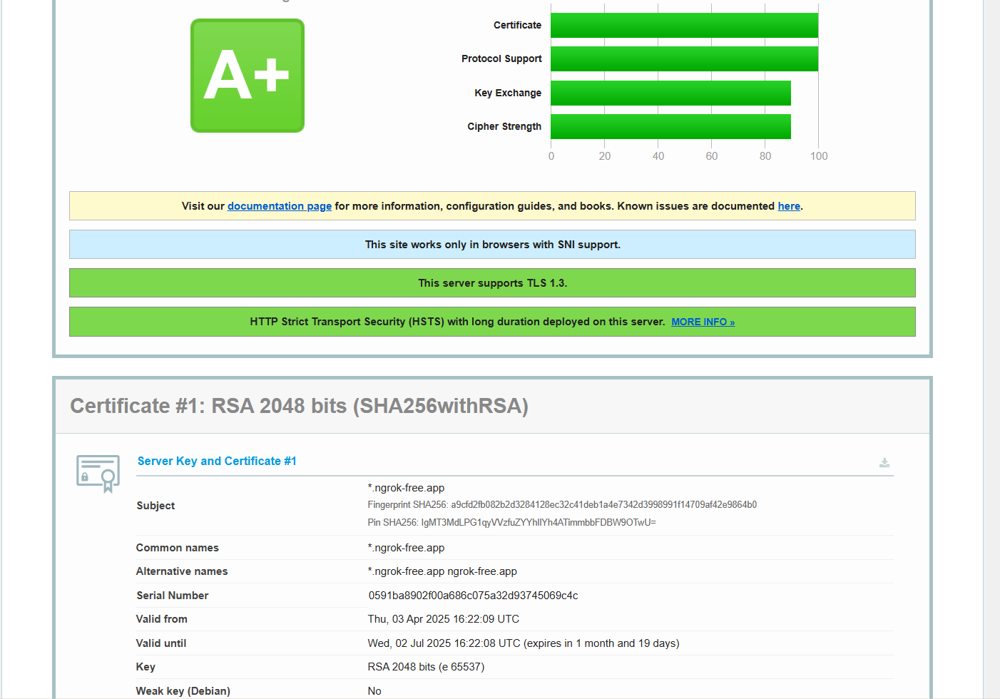 A+
Certificate
Protocol Support
Key Exchange
Cipher Strength
0 20 40 60 80 100
Visit our documentation page for more information, configuration guides, and books. Known issues are documented here.
This site works only in browsers with SNI support.
This server supports TLS 1.3.
HTTP Strict Transport Security (HSTS) with long duration deployed on this server. MORE INFO »
Certificate #1: RSA 2048 bits (SHA256withRSA)
Server Key and Certificate #1
Subject
*.ngrok-free.app
Fingerprint SHA256: a9cfd2fb082b2d3284128ec32c41deb1a4e7342d3998991f14709af42e9864b0
Pin SHA256: IgMT3MdLPG1qyVVzfuZYYhIlYh4ATimmbbFDBW9OTwU=
Common names *.ngrok-free.app
Alternative names *.ngrok-free.app ngrok-free.app
Serial Number 0591ba8902f00a686c075a32d93745069c4c
Valid from Thu, 03 Apr 2025 16:22:09 UTC
Valid until Wed, 02 Jul 2025 16:22:08 UTC (expires in 1 month and 19 days)
Key RSA 2048 bits (e 65537)
Weak key (Debian) No